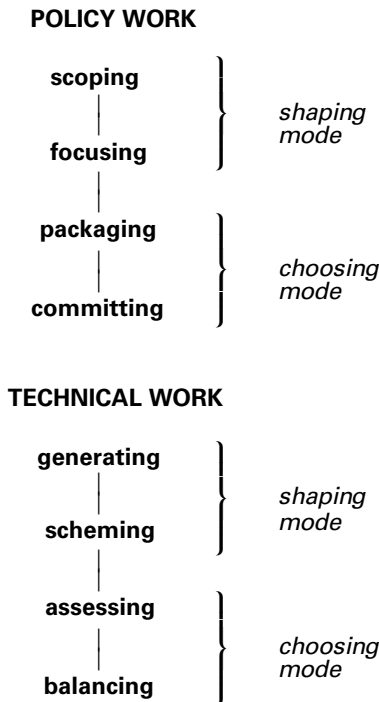 POLICY WORK
scoping
shaping
mode
focusing
packaging
choosing
mode
committing
TECHNICAL WORK
generating
shaping
mode
scheming
assessing
choosing
mode
balancing